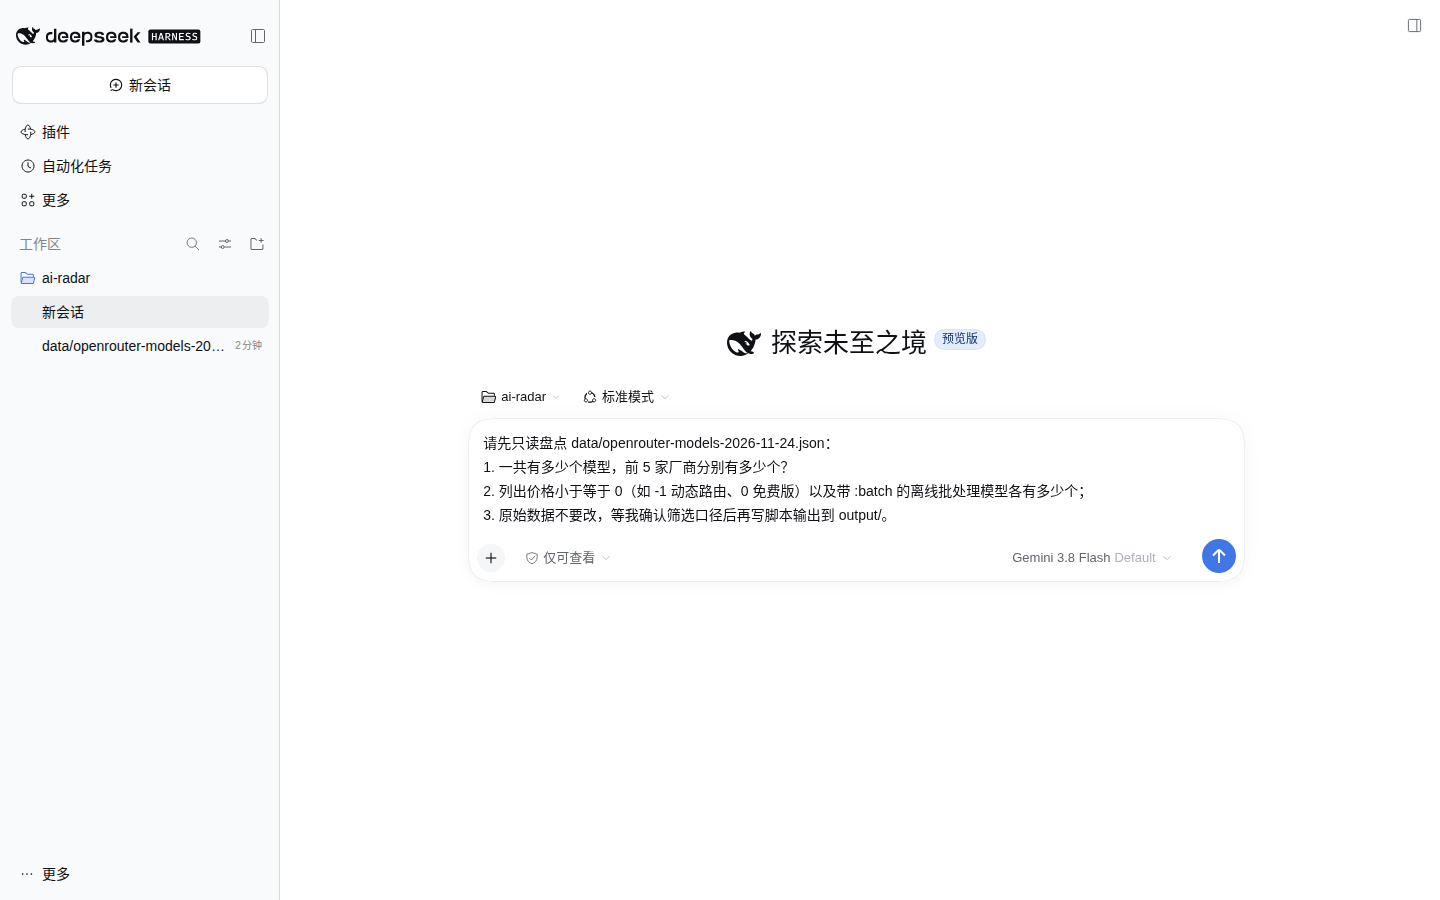 deepseek HARNESS
新会话
插件
自动化任务
更多
工作区
ai-radar
新会话
data/openrouter-models-20… 2分钟
更多
探索未至之境 预览版
ai-radar 标准模式
请先只读盘点 data/openrouter-models-2026-11-24.json：
1. 一共有多少个模型，前 5 家厂商分别有多少个？
2. 列出价格小于等于 0（如 -1 动态路由、0 免费版）以及带 :batch 的离线批处理模型各有多少个；
3. 原始数据不要改，等我确认筛选口径后再写脚本输出到 output/。
仅可查看 Gemini 3.8 Flash Default